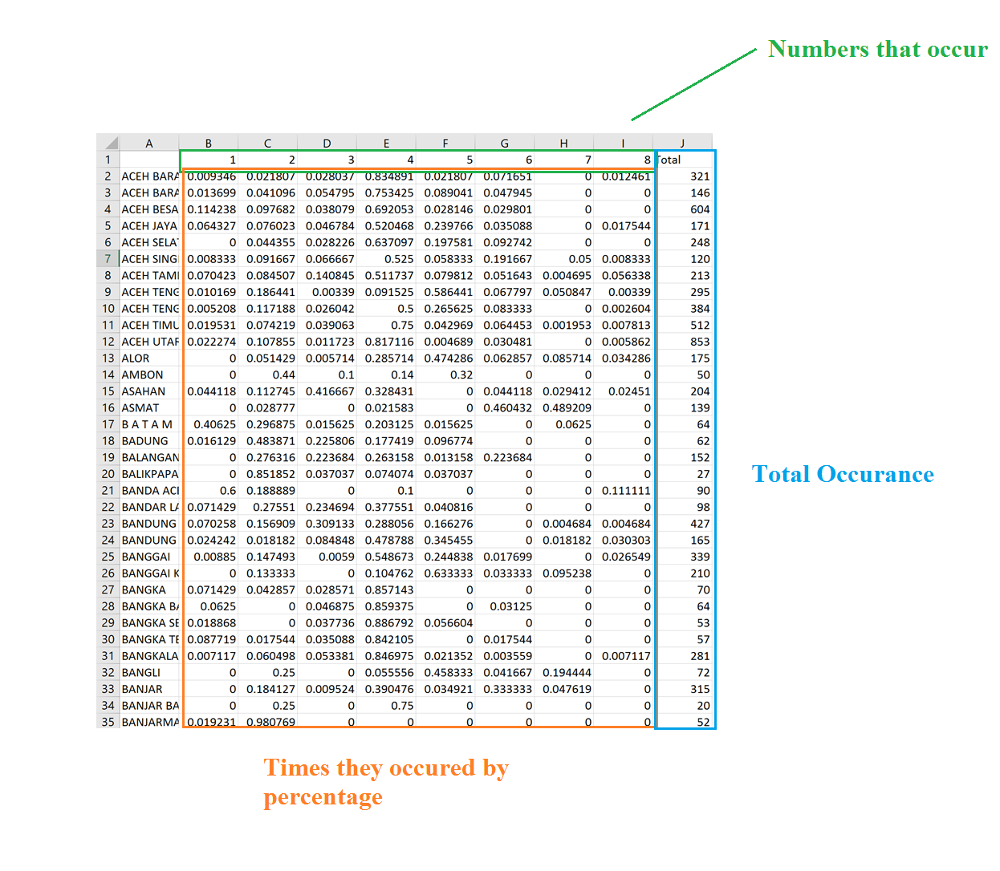 Numbers that occur
A B C D E F G H I J
1 1 2 3 4 5 6 7 8 Total
2 ACEH BARA 0.009346 0.021807 0.028037 0.834891 0.021807 0.071651 0 0.012461 321
3 ACEH BARA 0.013699 0.041096 0.054795 0.753425 0.089041 0.047945 0 0 146
4 ACEH BESA 0.114238 0.097682 0.038079 0.692053 0.028146 0.029801 0 0 604
5 ACEH JAYA 0.064327 0.076023 0.046784 0.520468 0.239766 0.035088 0 0.017544 171
6 ACEH SELA 0 0.044355 0.028226 0.637097 0.197581 0.092742 0 0 248
7 ACEH SING 0.008333 0.091667 0.066667 0.525 0.058333 0.191667 0.05 0.008333 120
8 ACEH TAMI 0.070423 0.084507 0.140845 0.511737 0.079812 0.051643 0.004695 0.056338 213
9 ACEH TENG 0.010169 0.186441 0.00339 0.091525 0.586441 0.067797 0.050847 0.00339 295
10 ACEH TENG 0.005208 0.117188 0.026042 0.5 0.265625 0.083333 0 0.002604 384
11 ACEH TIMU 0.019531 0.074219 0.039063 0.75 0.042969 0.064453 0.001953 0.007813 512
12 ACEH UTAR 0.022274 0.107855 0.011723 0.817116 0.004689 0.030481 0 0.005862 853
13 ALOR 0 0.051429 0.005714 0.285714 0.474286 0.062857 0.085714 0.034286 175
14 AMBON 0 0.44 0.1 0.14 0.32 0 0 0 50
15 ASAHAN 0.044118 0.112745 0.416667 0.328431 0 0.044118 0.029412 0.02451 204
16 ASMAT 0 0.028777 0 0.021583 0 0.460432 0.489209 0 139
17 B A T A M 0.40625 0.296875 0.015625 0.203125 0.015625 0 0.0625 0 64
18 BADUNG 0.016129 0.483871 0.225806 0.177419 0.096774 0 0 0 62
19 BALANGAN 0 0.276316 0.223684 0.263158 0.013158 0.223684 0 0 152
20 BALIKPAPA 0 0.851852 0.037037 0.074074 0.037037 0 0 0 27
21 BANDA ACI 0.6 0.188889 0 0.1 0 0 0 0.111111 90
22 BANDAR LA 0.071429 0.27551 0.234694 0.377551 0.040816 0 0 0 98
23 BANDUNG 0.070258 0.156909 0.309133 0.288056 0.166276 0 0.004684 0.004684 427
24 BANDUNG 0.024242 0.018182 0.084848 0.478788 0.345455 0 0.018182 0.030303 165
25 BANGGAI 0.00885 0.147493 0.0059 0.548673 0.244838 0.017699 0 0.026549 339
26 BANGGAI K 0 0.133333 0 0.104762 0.633333 0.033333 0.095238 0 210
27 BANGKA 0.071429 0.042857 0.028571 0.857143 0 0 0 0 70
28 BANGKA BA 0.0625 0 0.046875 0.859375 0 0.03125 0 0 64
29 BANGKA SE 0.018868 0 0.037736 0.886792 0.056604 0 0 0 53
30 BANGKA TE 0.087719 0.017544 0.035088 0.842105 0 0.017544 0 0 57
31 BANGKALA 0.007117 0.060498 0.053381 0.846975 0.021352 0.003559 0 0.007117 281
32 BANGLI 0 0.25 0 0.055556 0.458333 0.041667 0.194444 0 72
33 BANJAR 0 0.184127 0.009524 0.390476 0.034921 0.333333 0.047619 0 315
34 BANJAR BA 0 0.25 0 0.75 0 0 0 0 20
35 BANJARMA 0.019231 0.980769 0 0 0 0 0 0 52
Total Occurance
Times they occured by
percentage